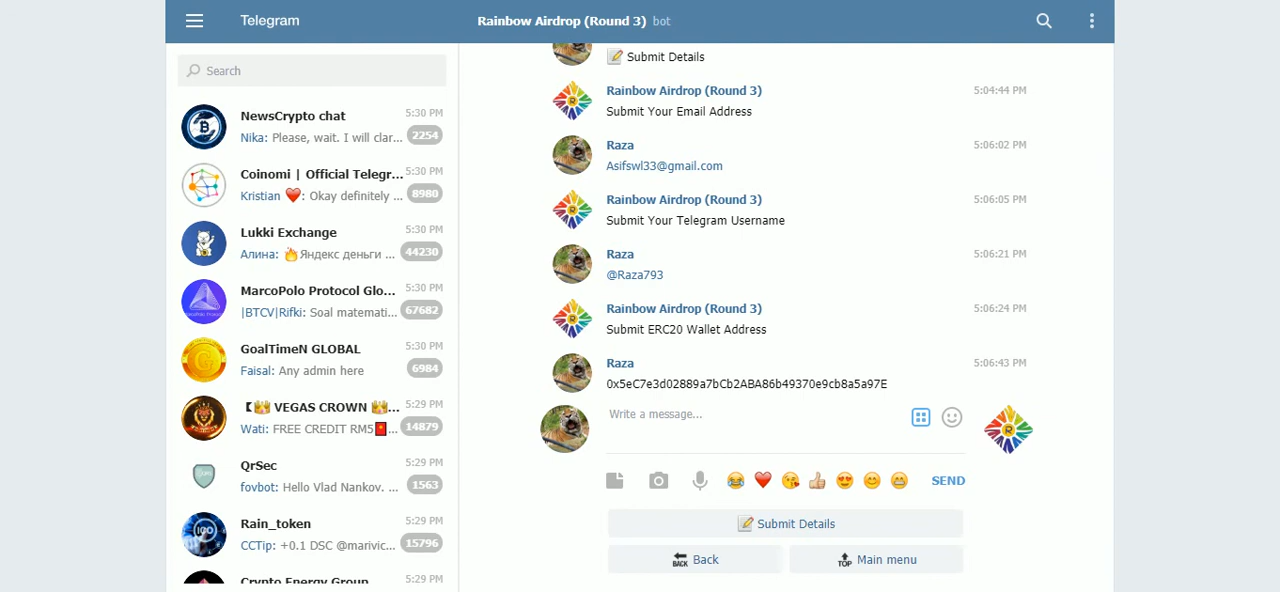 Telegram
Rainbow Airdrop (Round 3) bot
Search
NewsCrypto chat 5:30 PM
Nika: Please, wait. I will clar... 2254
Coinomi | Official Telegr... 5:30 PM
Kristian ❤️: Okay definitely ... 8980
Lukki Exchange 5:30 PM
Алина: 🔥Яндекс деньги ... 44230
MarcoPolo Protocol Glo... 5:30 PM
|BTCV|Rifki: Soal matemati... 67682
GoalTimeN GLOBAL 5:30 PM
Faisal: Any admin here 6984
【👑 VEGAS CROWN 👑... 5:29 PM
Wati: FREE CREDIT RM5🧧... 14879
QrSec 5:29 PM
fovbot: Hello Vlad Nankov. ... 1563
Rain_token 5:29 PM
CCTip: +0.1 DSC @marivic... 15796
Crypto Energy Group 5:29 PM
📝 Submit Details
Rainbow Airdrop (Round 3) 5:04:44 PM
Submit Your Email Address
Raza 5:06:02 PM
Asifswl33@gmail.com
Rainbow Airdrop (Round 3) 5:06:05 PM
Submit Your Telegram Username
Raza 5:06:21 PM
@Raza793
Rainbow Airdrop (Round 3) 5:06:24 PM
Submit ERC20 Wallet Address
Raza 5:06:43 PM
0x5eC7e3d02889a7bCb2ABA86b49370e9cb8a5a97E
Write a message...
😂 ❤️ 😘 👍 😍 😊 😁 SEND
📝 Submit Details
🔙 Back 🔝 Main menu